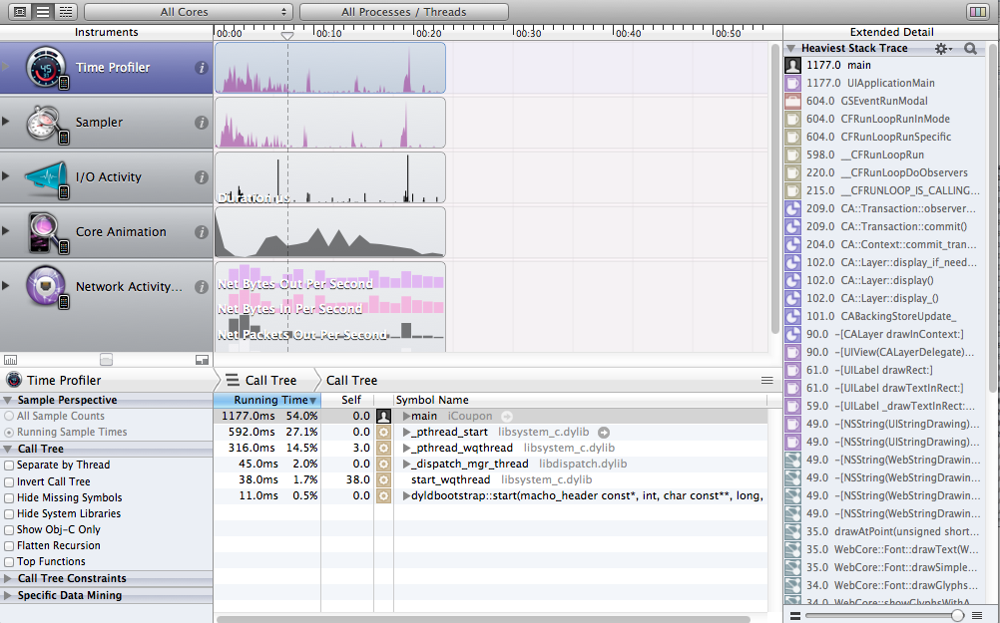 All Cores
All Processes / Threads
Instruments
00:00
00:10
00:20
00:30
00:40
00:50
Extended Detail
Time Profiler
Sampler
I/O Activity
Duration us
Core Animation
Network Activity...
Net Bytes Out Per Second
Net Bytes In Per Second
Net Packets Out Per Second
Time Profiler
Call Tree
Call Tree
Sample Perspective
All Sample Counts
Running Sample Times
Call Tree
Separate by Thread
Invert Call Tree
Hide Missing Symbols
Hide System Libraries
Show Obj-C Only
Flatten Recursion
Top Functions
Call Tree Constraints
Specific Data Mining
Running Time Self Symbol Name
1177.0ms 54.0% 0.0 main iCoupon
592.0ms 27.1% 0.0 _pthread_start libsystem_c.dylib
316.0ms 14.5% 3.0 _pthread_wqthread libsystem_c.dylib
45.0ms 2.0% 0.0 _dispatch_mgr_thread libdispatch.dylib
38.0ms 1.7% 38.0 start_wqthread libsystem_c.dylib
11.0ms 0.5% 0.0 dyldbootstrap::start(macho_header const*, int, char const**, long,
Heaviest Stack Trace
1177.0 main
1177.0 UIApplicationMain
604.0 GSEventRunModal
604.0 CFRunLoopRunInMode
604.0 CFRunLoopRunSpecific
598.0 __CFRunLoopRun
220.0 __CFRunLoopDoObservers
215.0 __CFRUNLOOP_IS_CALLING...
209.0 CA::Transaction::observer...
209.0 CA::Transaction::commit()
204.0 CA::Context::commit_tran...
102.0 CA::Layer::display_if_need...
102.0 CA::Layer::display()
102.0 CA::Layer::display_()
101.0 CABackingStoreUpdate_
90.0 -[CALayer drawInContext:]
90.0 -[UIView(CALayerDelegate)...
61.0 -[UILabel drawRect:]
61.0 -[UILabel drawTextInRect:]
59.0 -[UILabel _drawTextInRect:...
49.0 -[NSString(UIStringDrawing)...
49.0 -[NSString(UIStringDrawing)...
49.0 -[NSString(WebStringDrawin...
49.0 -[NSString(WebStringDrawin...
49.0 -[NSString(WebStringDrawin...
49.0 -[NSString(WebStringDrawin...
35.0 drawAtPoint(unsigned short...
35.0 WebCore::Font::drawText(W...
35.0 WebCore::Font::drawSimple...
34.0 WebCore::Font::drawGlyphs...
34.0 WebCore::showGlyphsWithA...